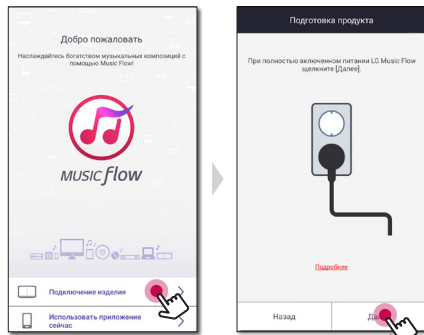 Добро пожаловать
Наслаждайтесь богатством музыкальных композиций с
помощью Music Flow!
MUSIC flow
Подключение изделия
Использовать приложение
сейчас
Подготовка продукта
При полностью включенном питании LG Music Flow
щелкните [Далее].
Подробнее
Назад